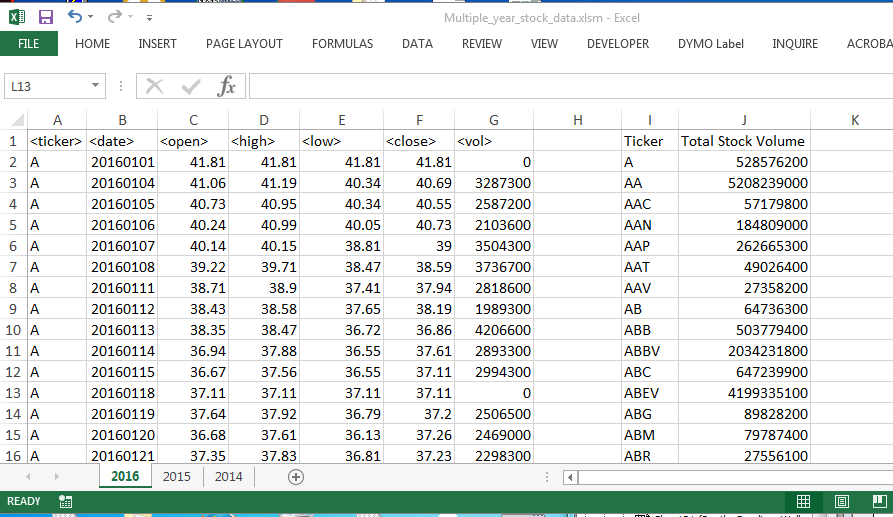 Multiple_year_stock_data.xlsm - Excel
FILE HOME INSERT PAGE LAYOUT FORMULAS DATA REVIEW VIEW DEVELOPER DYMO Label INQUIRE ACROBA
L13 fx
A B C D E F G H I J K
1 <ticker> <date> <open> <high> <low> <close> <vol> Ticker Total Stock Volume
2 A 20160101 41.81 41.81 41.81 41.81 0 A 528576200
3 A 20160104 41.06 41.19 40.34 40.69 3287300 AA 5208239000
4 A 20160105 40.73 40.95 40.34 40.55 2587200 AAC 57179800
5 A 20160106 40.24 40.99 40.05 40.73 2103600 AAN 184809000
6 A 20160107 40.14 40.15 38.81 39 3504300 AAP 262665300
7 A 20160108 39.22 39.71 38.47 38.59 3736700 AAT 49026400
8 A 20160111 38.71 38.9 37.41 37.94 2818600 AAV 27358200
9 A 20160112 38.43 38.58 37.65 38.19 1989300 AB 64736300
10 A 20160113 38.35 38.47 36.72 36.86 4206600 ABB 503779400
11 A 20160114 36.94 37.88 36.55 37.61 2893300 ABBV 2034231800
12 A 20160115 36.67 37.56 36.55 37.11 2994300 ABC 647239900
13 A 20160118 37.11 37.11 37.11 37.11 0 ABEV 4199335100
14 A 20160119 37.64 37.92 36.79 37.2 2506500 ABG 89828200
15 A 20160120 36.68 37.61 36.13 37.26 2469000 ABM 79787400
16 A 20160121 37.35 37.83 36.81 37.23 2298300 ABR 27556100
2016 2015 2014
READY